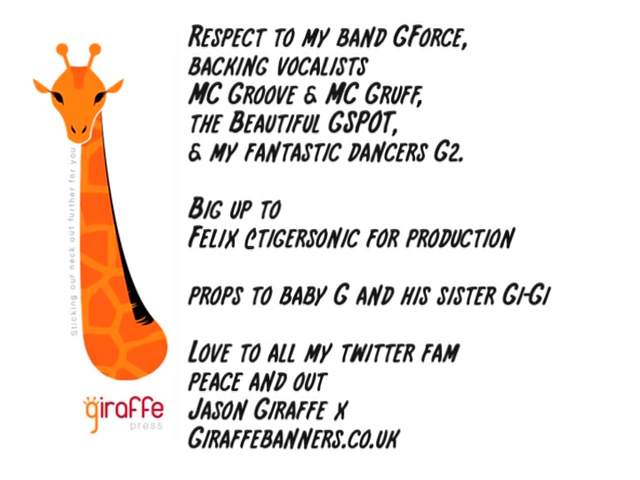 Respect to my band GForce,
backing vocalists
MC Groove & MC Gruff,
the Beautiful GSPOT,
& my fantastic dancers G2.
Big up to
Felix @tigersonic for production
props to baby G and his sister Gi-Gi
Love to all my twitter fam
peace and out
Jason Giraffe x
Giraffebanners.co.uk
Sticking our neck out further for you
giraffe
press